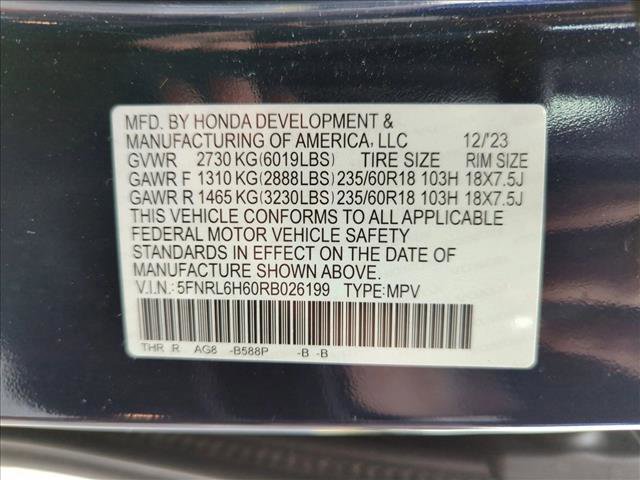 MFD. BY HONDA DEVELOPMENT &
MANUFACTURING OF AMERICA, LLC 12/'23
GVWR 2730 KG(6019LBS) TIRE SIZE RIM SIZE
GAWR F 1310 KG(2888LBS) 235/60R18 103H 18X7.5J
GAWR R 1465 KG(3230LBS) 235/60R18 103H 18X7.5J
THIS VEHICLE CONFORMS TO ALL APPLICABLE
FEDERAL MOTOR VEHICLE SAFETY
STANDARDS IN EFFECT ON THE DATE OF
MANUFACTURE SHOWN ABOVE.
V.I.N.: 5FNRL6H60RB026199 TYPE: MPV
THR R AG8 -B588P -B -B